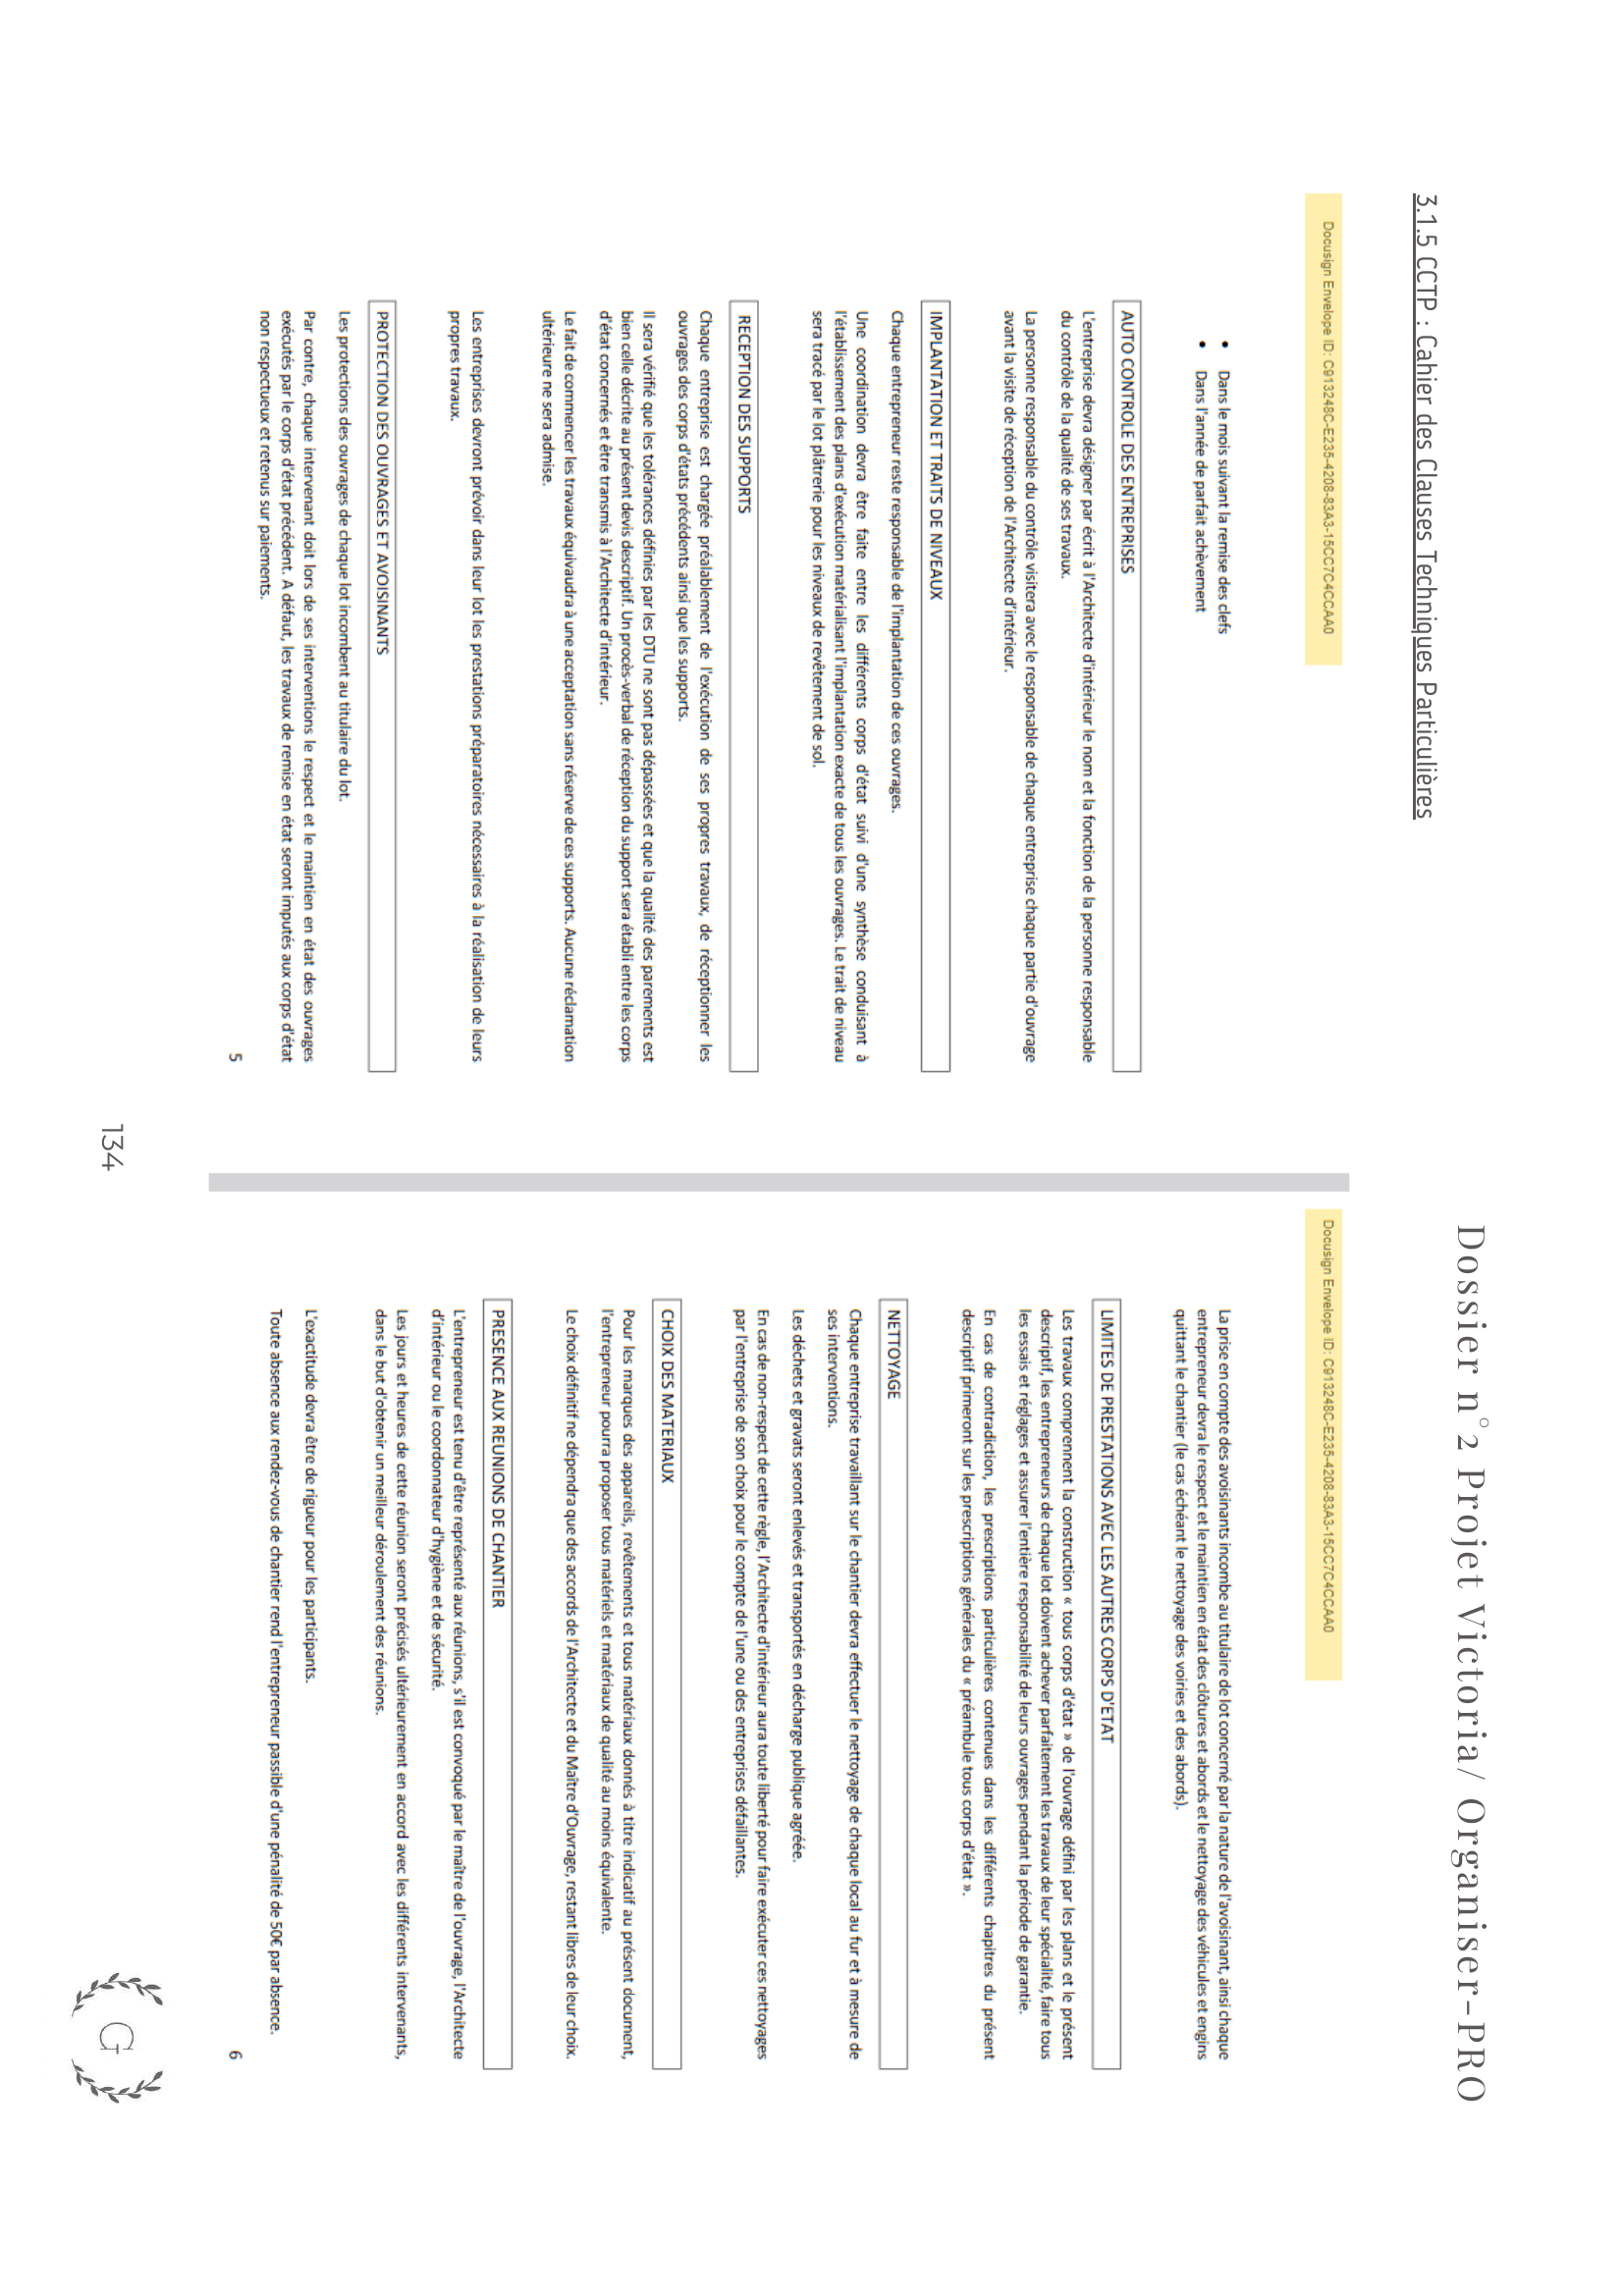 Dossier n°2 Projet Victoria/ Organiser-PRO
3.1.5 CCTP : Cahier des Clauses Techniques Particulières
Docusign Envelope ID: C913248C-E235-4208-83A3-15CC7C4CCAA0
• Dans le mois suivant la remise des clefs
• Dans l'année de parfait achèvement
AUTO CONTROLE DES ENTREPRISES
L'entreprise devra désigner par écrit à l'Architecte d'intérieur le nom et la fonction de la personne responsable
du contrôle de la qualité de ses travaux.
La personne responsable du contrôle visitera avec le responsable de chaque entreprise chaque partie d'ouvrage
avant la visite de réception de l'Architecte d'intérieur.
IMPLANTATION ET TRAITS DE NIVEAUX
Chaque entrepreneur reste responsable de l'implantation de ces ouvrages.
Une coordination devra être faite entre les différents corps d'état suivi d'une synthèse conduisant à
l'établissement des plans d'exécution matérialisant l'implantation exacte de tous les ouvrages. Le trait de niveau
sera tracé par le lot plâtrerie pour les niveaux de revêtement de sol.
RECEPTION DES SUPPORTS
Chaque entreprise est chargée préalablement de l'exécution de ses propres travaux, de réceptionner les
ouvrages des corps d'états précédents ainsi que les supports.
Il sera vérifié que les tolérances définies par les DTU ne sont pas dépassées et que la qualité des parements est
bien celle décrite au présent devis descriptif. Un procès-verbal de réception du support sera établi entre les corps
d'état concernés et être transmis à l'Architecte d'intérieur.
Le fait de commencer les travaux équivaudra à une acceptation sans réserve de ces supports. Aucune réclamation
ultérieure ne sera admise.
Les entreprises devront prévoir dans leur lot les prestations préparatoires nécessaires à la réalisation de leurs
propres travaux.
PROTECTION DES OUVRAGES ET AVOISINANTS
Les protections des ouvrages de chaque lot incombent au titulaire du lot.
Par contre, chaque intervenant doit lors de ses interventions le respect et le maintien en état des ouvrages
exécutés par le corps d'état précédent. A défaut, les travaux de remise en état seront imputés aux corps d'état
non respectueux et retenus sur paiements.
5
Docusign Envelope ID: C913248C-E235-4208-83A3-15CC7C4CCAA0
La prise en compte des avoisinants incombe au titulaire de lot concerné par la nature de l'avoisinant, ainsi chaque
entrepreneur devra le respect et le maintien en état des clôtures et abords et le nettoyage des véhicules et engins
quittant le chantier (le cas échéant le nettoyage des voiries et des abords).
LIMITES DE PRESTATIONS AVEC LES AUTRES CORPS D'ETAT
Les travaux comprennent la construction « tous corps d'état » de l'ouvrage défini par les plans et le présent
descriptif, les entrepreneurs de chaque lot doivent achever parfaitement les travaux de leur spécialité, faire tous
les essais et réglages et assurer l'entière responsabilité de leurs ouvrages pendant la période de garantie.
En cas de contradiction, les prescriptions particulières contenues dans les différents chapitres du présent
descriptif primeront sur les prescriptions générales du « préambule tous corps d'état ».
NETTOYAGE
Chaque entreprise travaillant sur le chantier devra effectuer le nettoyage de chaque local au fur et à mesure de
ses interventions.
Les déchets et gravats seront enlevés et transportés en décharge publique agréée.
En cas de non-respect de cette règle, l'Architecte d'intérieur aura toute liberté pour faire exécuter ces nettoyages
par l'entreprise de son choix pour le compte de l'une ou des entreprises défaillantes.
CHOIX DES MATERIAUX
Pour les marques des appareils, revêtements et tous matériaux donnés à titre indicatif au présent document,
l'entrepreneur pourra proposer tous matériels et matériaux de qualité au moins équivalente.
Le choix définitif ne dépendra que des accords de l'Architecte et du Maître d'Ouvrage, restant libres de leur choix.
PRESENCE AUX REUNIONS DE CHANTIER
L'entrepreneur est tenu d'être représenté aux réunions, s'il est convoqué par le maître de l'ouvrage, l'Architecte
d'intérieur ou le coordonnateur d'hygiène et de sécurité.
Les jours et heures de cette réunion seront précisés ultérieurement en accord avec les différents intervenants,
dans le but d'obtenir un meilleur déroulement des réunions.
L'exactitude devra être de rigueur pour les participants.
Toute absence aux rendez-vous de chantier rend l'entrepreneur passible d'une pénalité de 50€ par absence.
6
134
G